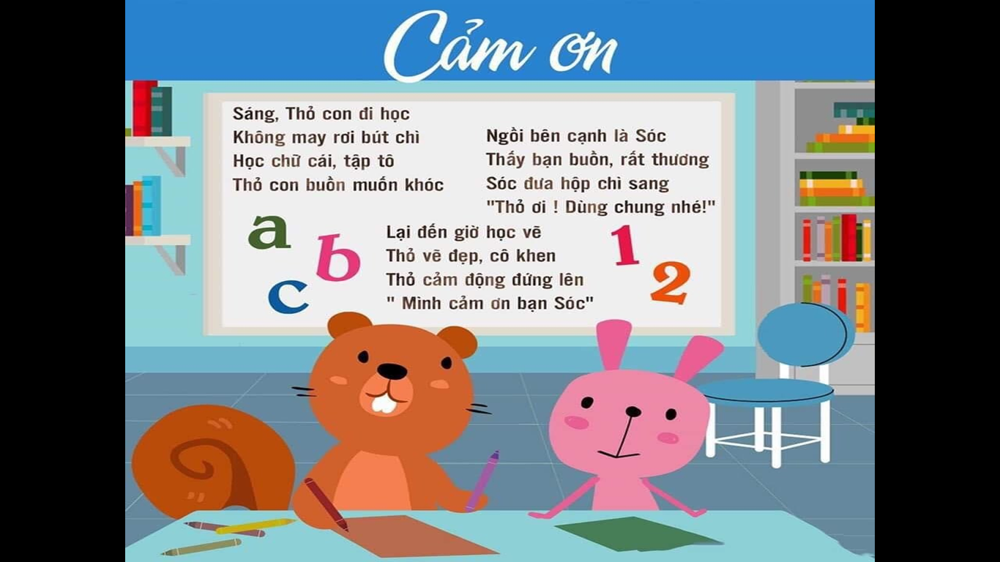 Cảm ơn
Sáng, Thỏ con đi học
Không may rơi bút chì
Học chữ cái, tập tô
Thỏ con buồn muốn khóc
Ngồi bên cạnh là Sóc
Thấy bạn buồn, rất thương
Sóc đưa hộp chì sang
"Thỏ ơi ! Dùng chung nhé!"
Lại đến giờ học vẽ
Thỏ vẽ đẹp, cô khen
Thỏ cảm động đứng lên
" Mình cảm ơn bạn Sóc"
a
b
c
1
2